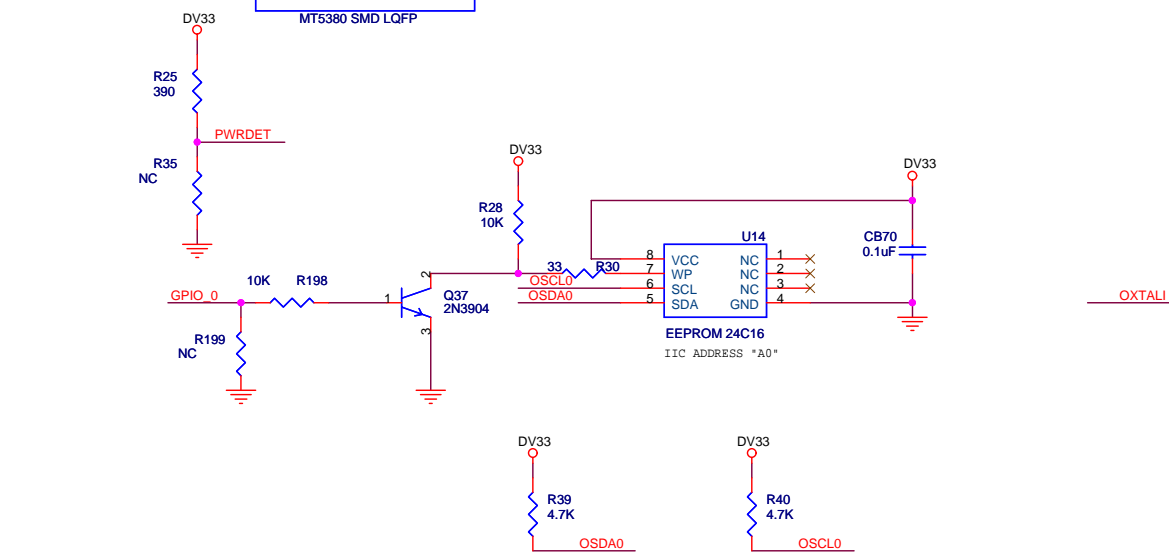 MT5380 SMD LQFP
DV33
R25
390
PWRDET
R35
NC
DV33
R28
10K
DV33
U14
CB70
0.1uF
33 R30
8 VCC NC 1
7 WP NC 2
OSCL0 6 SCL NC 3
OSDA0 5 SDA GND 4
EEPROM 24C16
IIC ADDRESS "A0"
10K R198
GPIO_0
1
2
Q37
2N3904
3
R199
NC
OXTALI
DV33
R39
4.7K
OSDA0
DV33
R40
4.7K
OSCL0